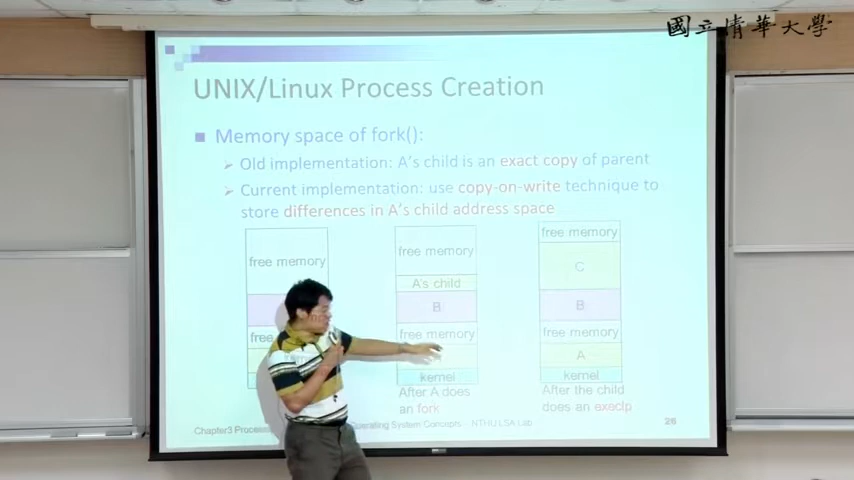 國立清華大學
UNIX/Linux Process Creation
Memory space of fork():
Old implementation: A's child is an exact copy of parent
Current implementation: use copy-on-write technique to
store differences in A's child address space
free memory
B
free memory
A's child
B
free memory
kernel
After A does
an fork
free memory
C
B
free memory
A
kernel
After the child
does an execlp
Chapter3 Process
Operating System Concepts – NTHU LSA Lab
26